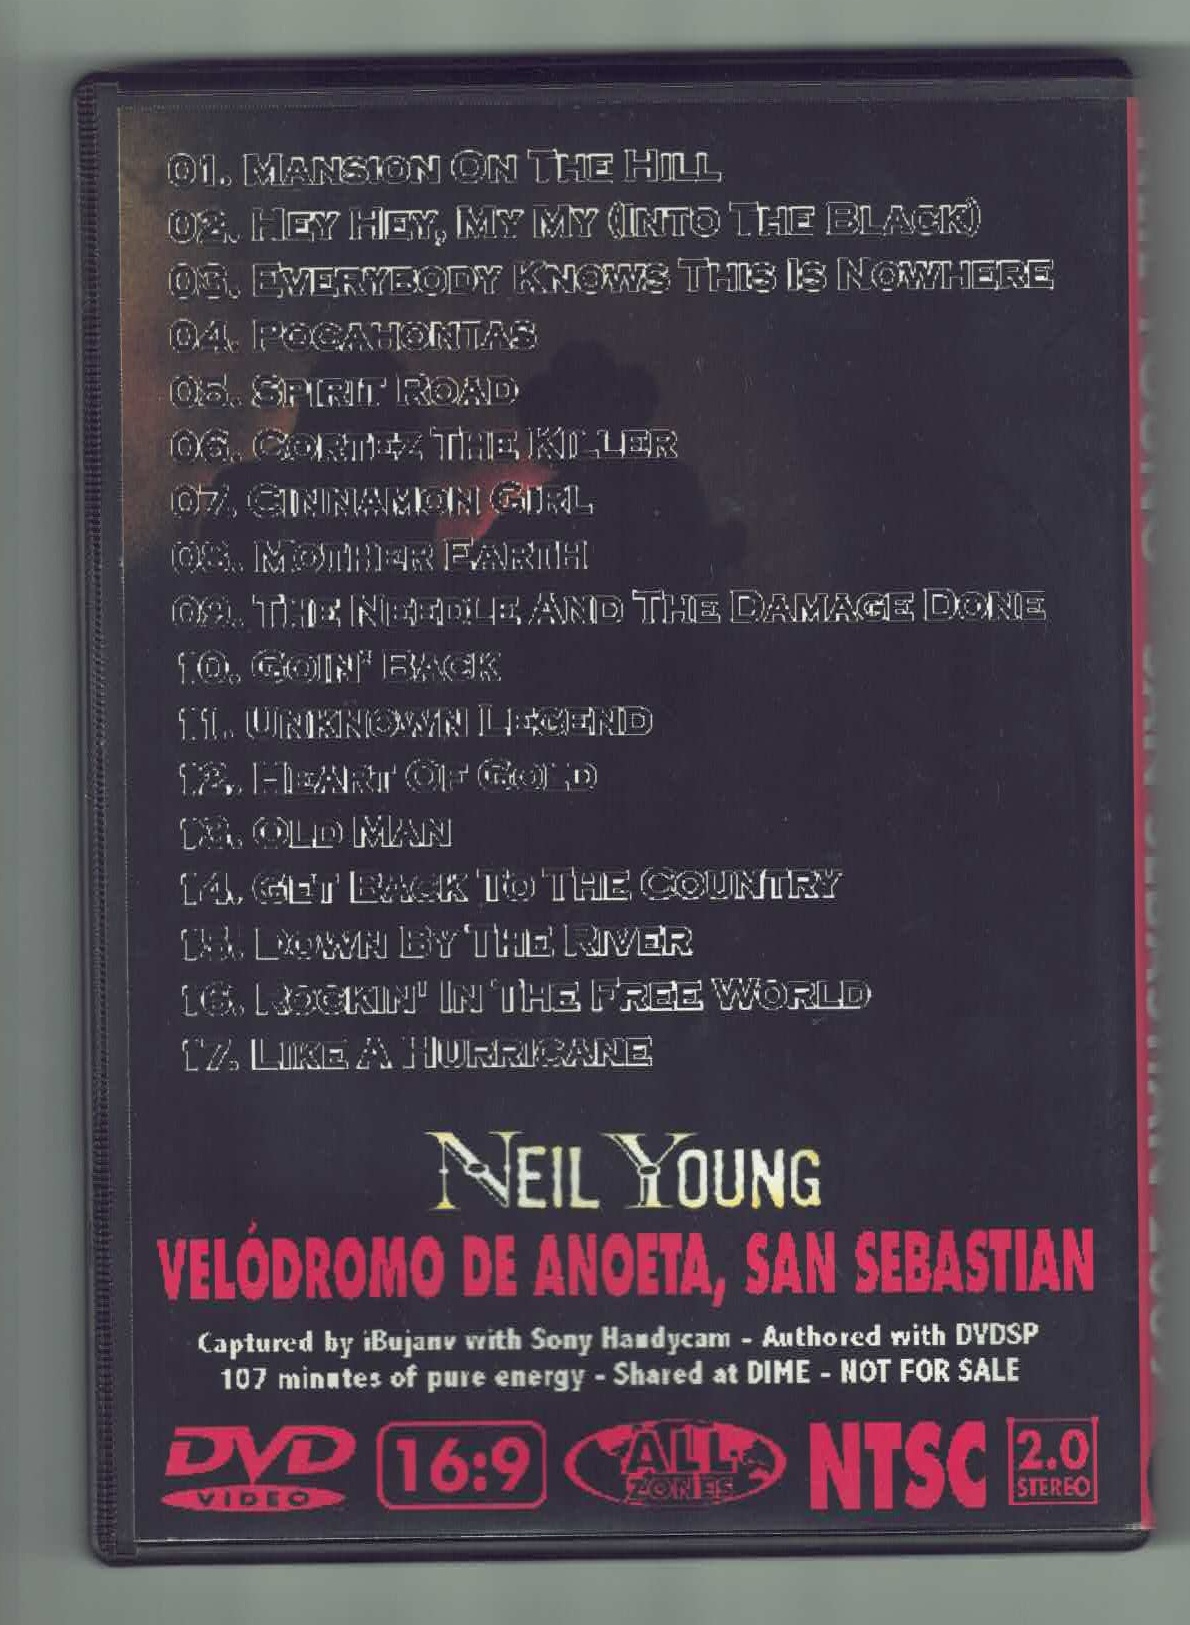 01. Mansion On The Hill
02. Hey Hey, My My (Into The Black)
03. Everybody Knows This Is Nowhere
04. Pocahontas
05. Spirit Road
06. Cortez The Killer
07. Cinnamon Girl
08. Mother Earth
09. The Needle And The Damage Done
10. Goin' Back
11. Unknown Legend
12. Heart Of Gold
13. Old Man
14. Get Back To The Country
15. Down By The River
16. Rockin' In The Free World
17. Like A Hurricane
NEIL YOUNG
VELÓDROMO DE ANOETA, SAN SEBASTIAN
Captured by iBujanv with Sony Handycam - Authored with DVDSP
107 minutes of pure energy - Shared at DIME - NOT FOR SALE
DVD VIDEO 16:9 ALL ZONES NTSC 2.0 STEREO